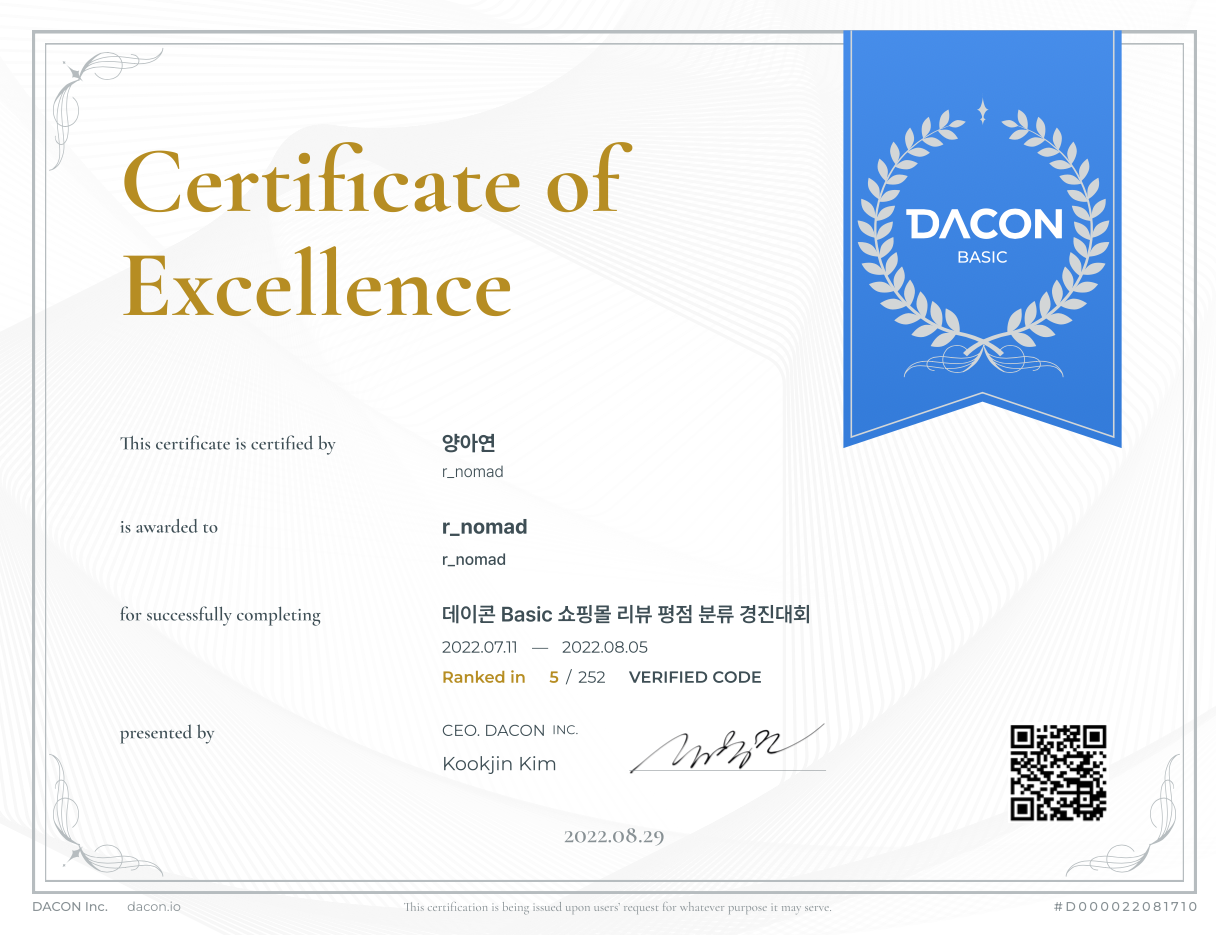 Certificate of
Excellence
DACON
BASIC
This certificate is certified by
양아연
r_nomad
is awarded to
r_nomad
r_nomad
for successfully completing
데이콘 Basic 쇼핑몰 리뷰 평점 분류 경진대회
2022.07.11 — 2022.08.05
Ranked in 5 / 252 VERIFIED CODE
presented by
CEO. DACON INC.
Kookjin Kim
2022.08.29
DACON Inc. dacon.io
This certification is being issued upon users' request for whatever purpose it may serve.
#D000022081710